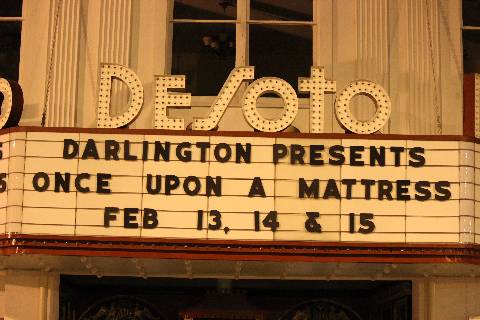 DeSoto
DARLINGTON PRESENTS
ONCE UPON A MATTRESS
FEB 13, 14 & 15